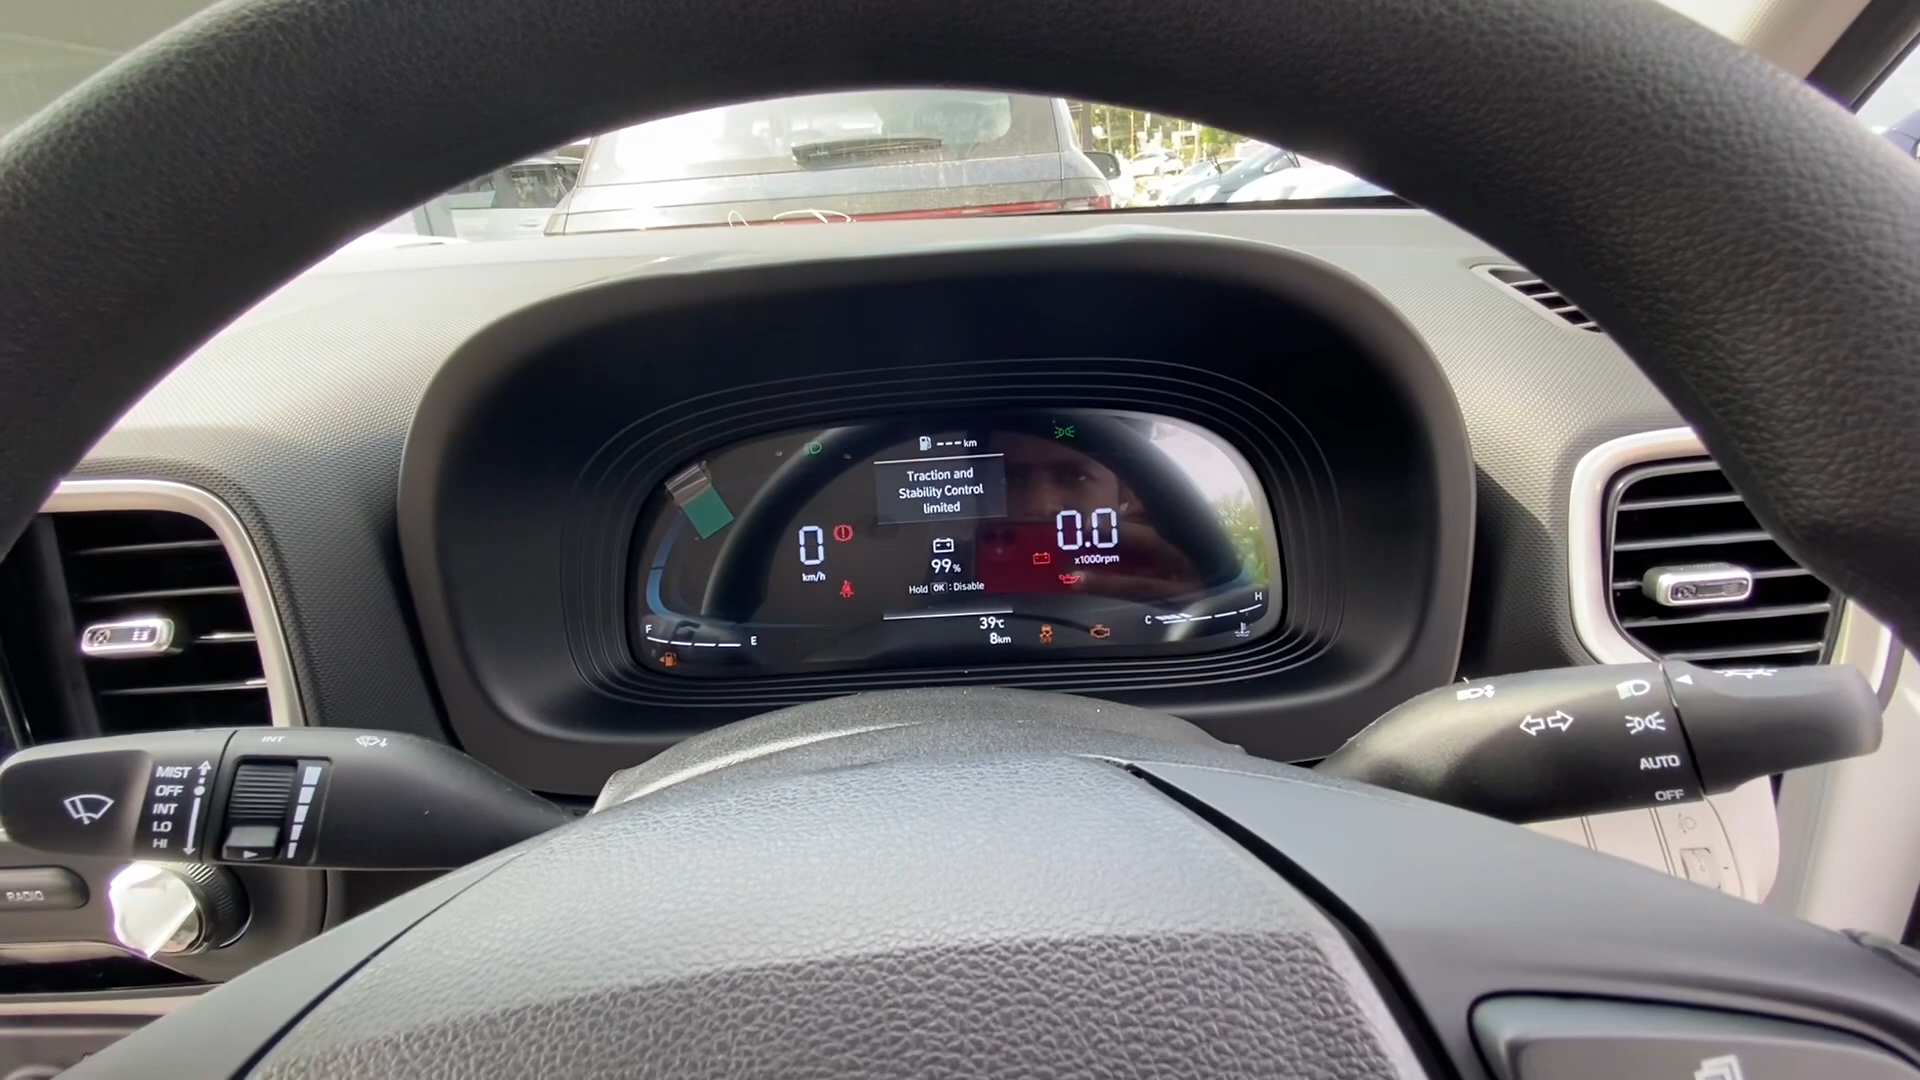 --- km
Traction and
Stability Control
limited
0
km/h
0.0
x1000rpm
99%
Hold OK : Disable
39℃
8km
F
E
C
H
INT
MIST
OFF
INT
LO
HI
AUTO
OFF
RADIO